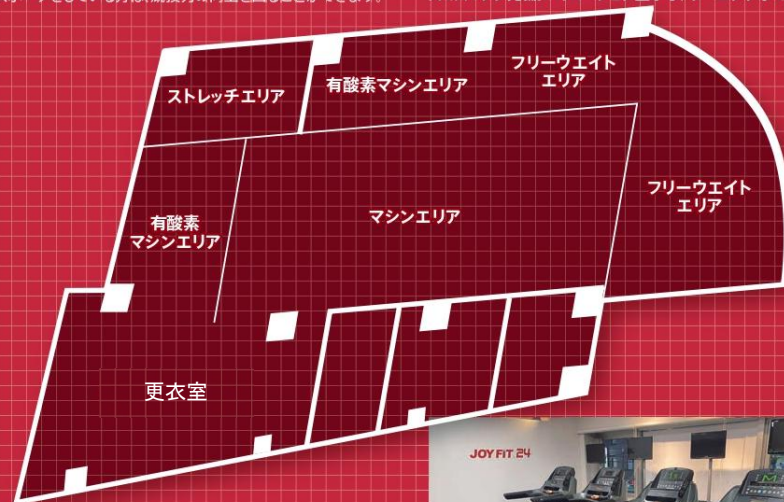 ストレッチエリア
有酸素マシンエリア
フリーウエイト
エリア
有酸素
マシンエリア
マシンエリア
フリーウエイト
エリア
更衣室
JOYFIT 24